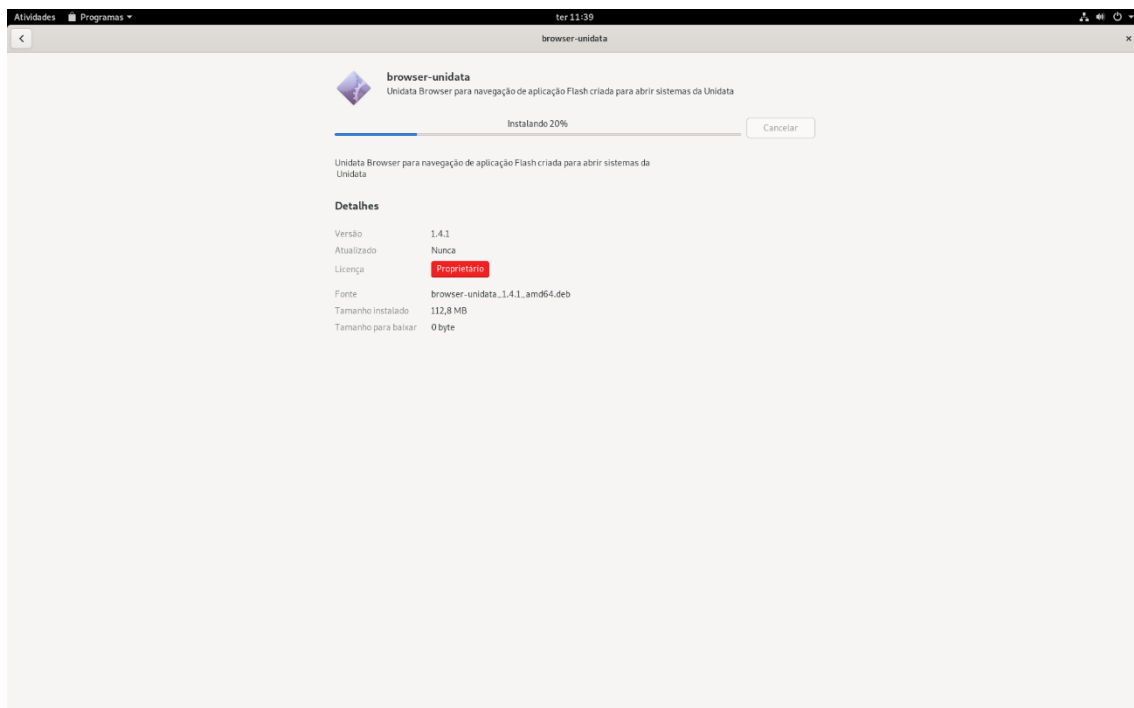 Atividades Programas ter 11:39
browser-unidata
browser-unidata
Unidata Browser para navegação de aplicação Flash criada para abrir sistemas da Unidata
Instalando 20%
Cancelar
Unidata Browser para navegação de aplicação Flash criada para abrir sistemas da
Unidata
Detalhes
Versão 1.4.1
Atualizado Nunca
Licença Proprietário
Fonte browser-unidata_1.4.1_amd64.deb
Tamanho instalado 112,8 MB
Tamanho para baixar 0 byte